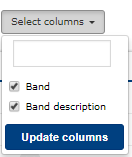 Select columns
Band
Band description
Update columns